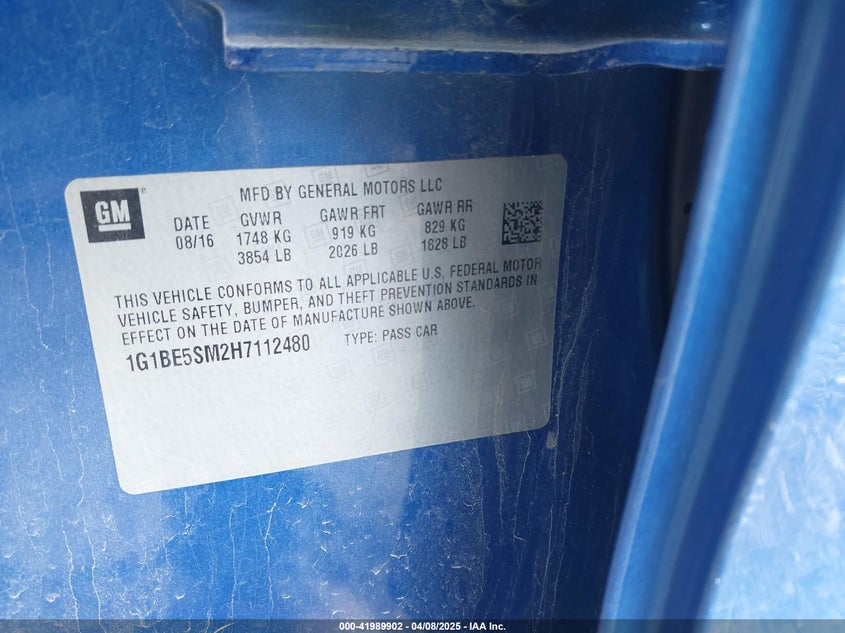 GM ®
MFD BY GENERAL MOTORS LLC
DATE GVWR GAWR FRT GAWR RR
08/16 1748 KG 919 KG 829 KG
3854 LB 2026 LB 1828 LB
THIS VEHICLE CONFORMS TO ALL APPLICABLE U.S. FEDERAL MOTOR
VEHICLE SAFETY, BUMPER, AND THEFT PREVENTION STANDARDS IN
EFFECT ON THE DATE OF MANUFACTURE SHOWN ABOVE.
1G1BE5SM2H7112480 TYPE: PASS CAR
000-41989902 - 04/08/2025 - IAA Inc.